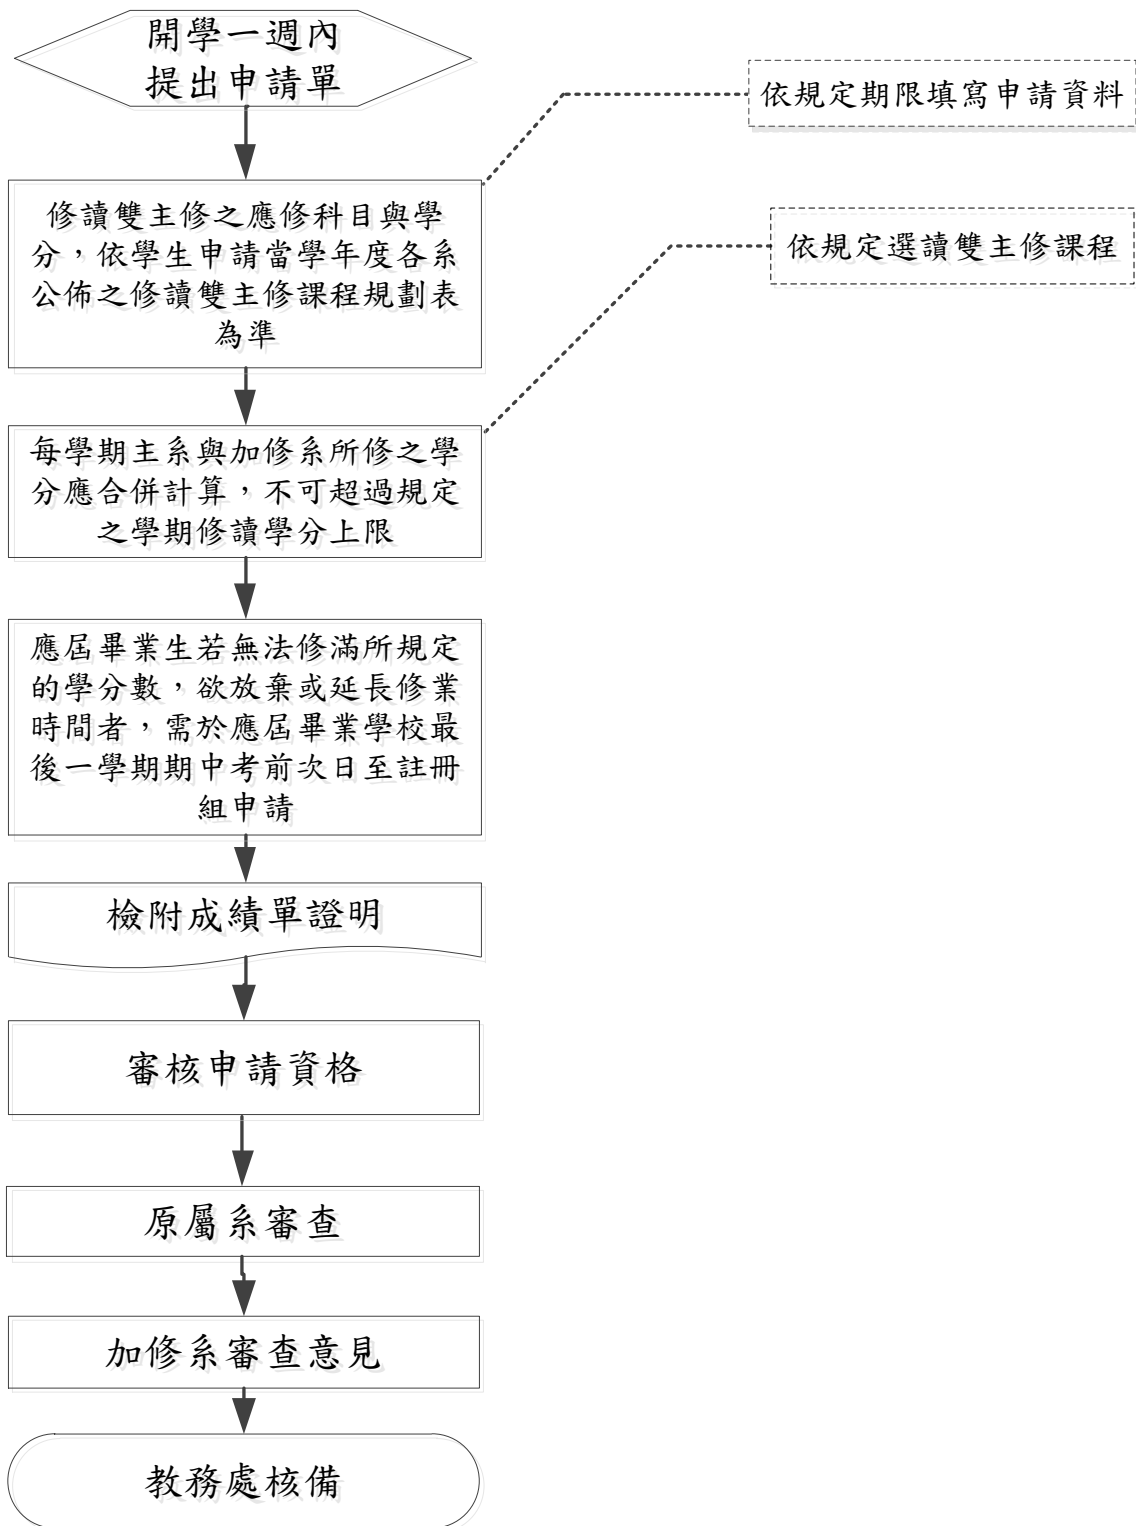 開學一週內
提出申請單
依規定期限填寫申請資料
修讀雙主修之應修科目與學
分，依學生申請當學年度各系
公佈之修讀雙主修課程規劃表
為準
依規定選讀雙主修課程
每學期主系與加修系所修之學
分應合併計算，不可超過規定
之學期修讀學分上限
應屆畢業生若無法修滿所規定
的學分數，欲放棄或延長修業
時間者，需於應屆畢業學校最
後一學期期中考前次日至註冊
組申請
檢附成績單證明
審核申請資格
原屬系審查
加修系審查意見
教務處核備